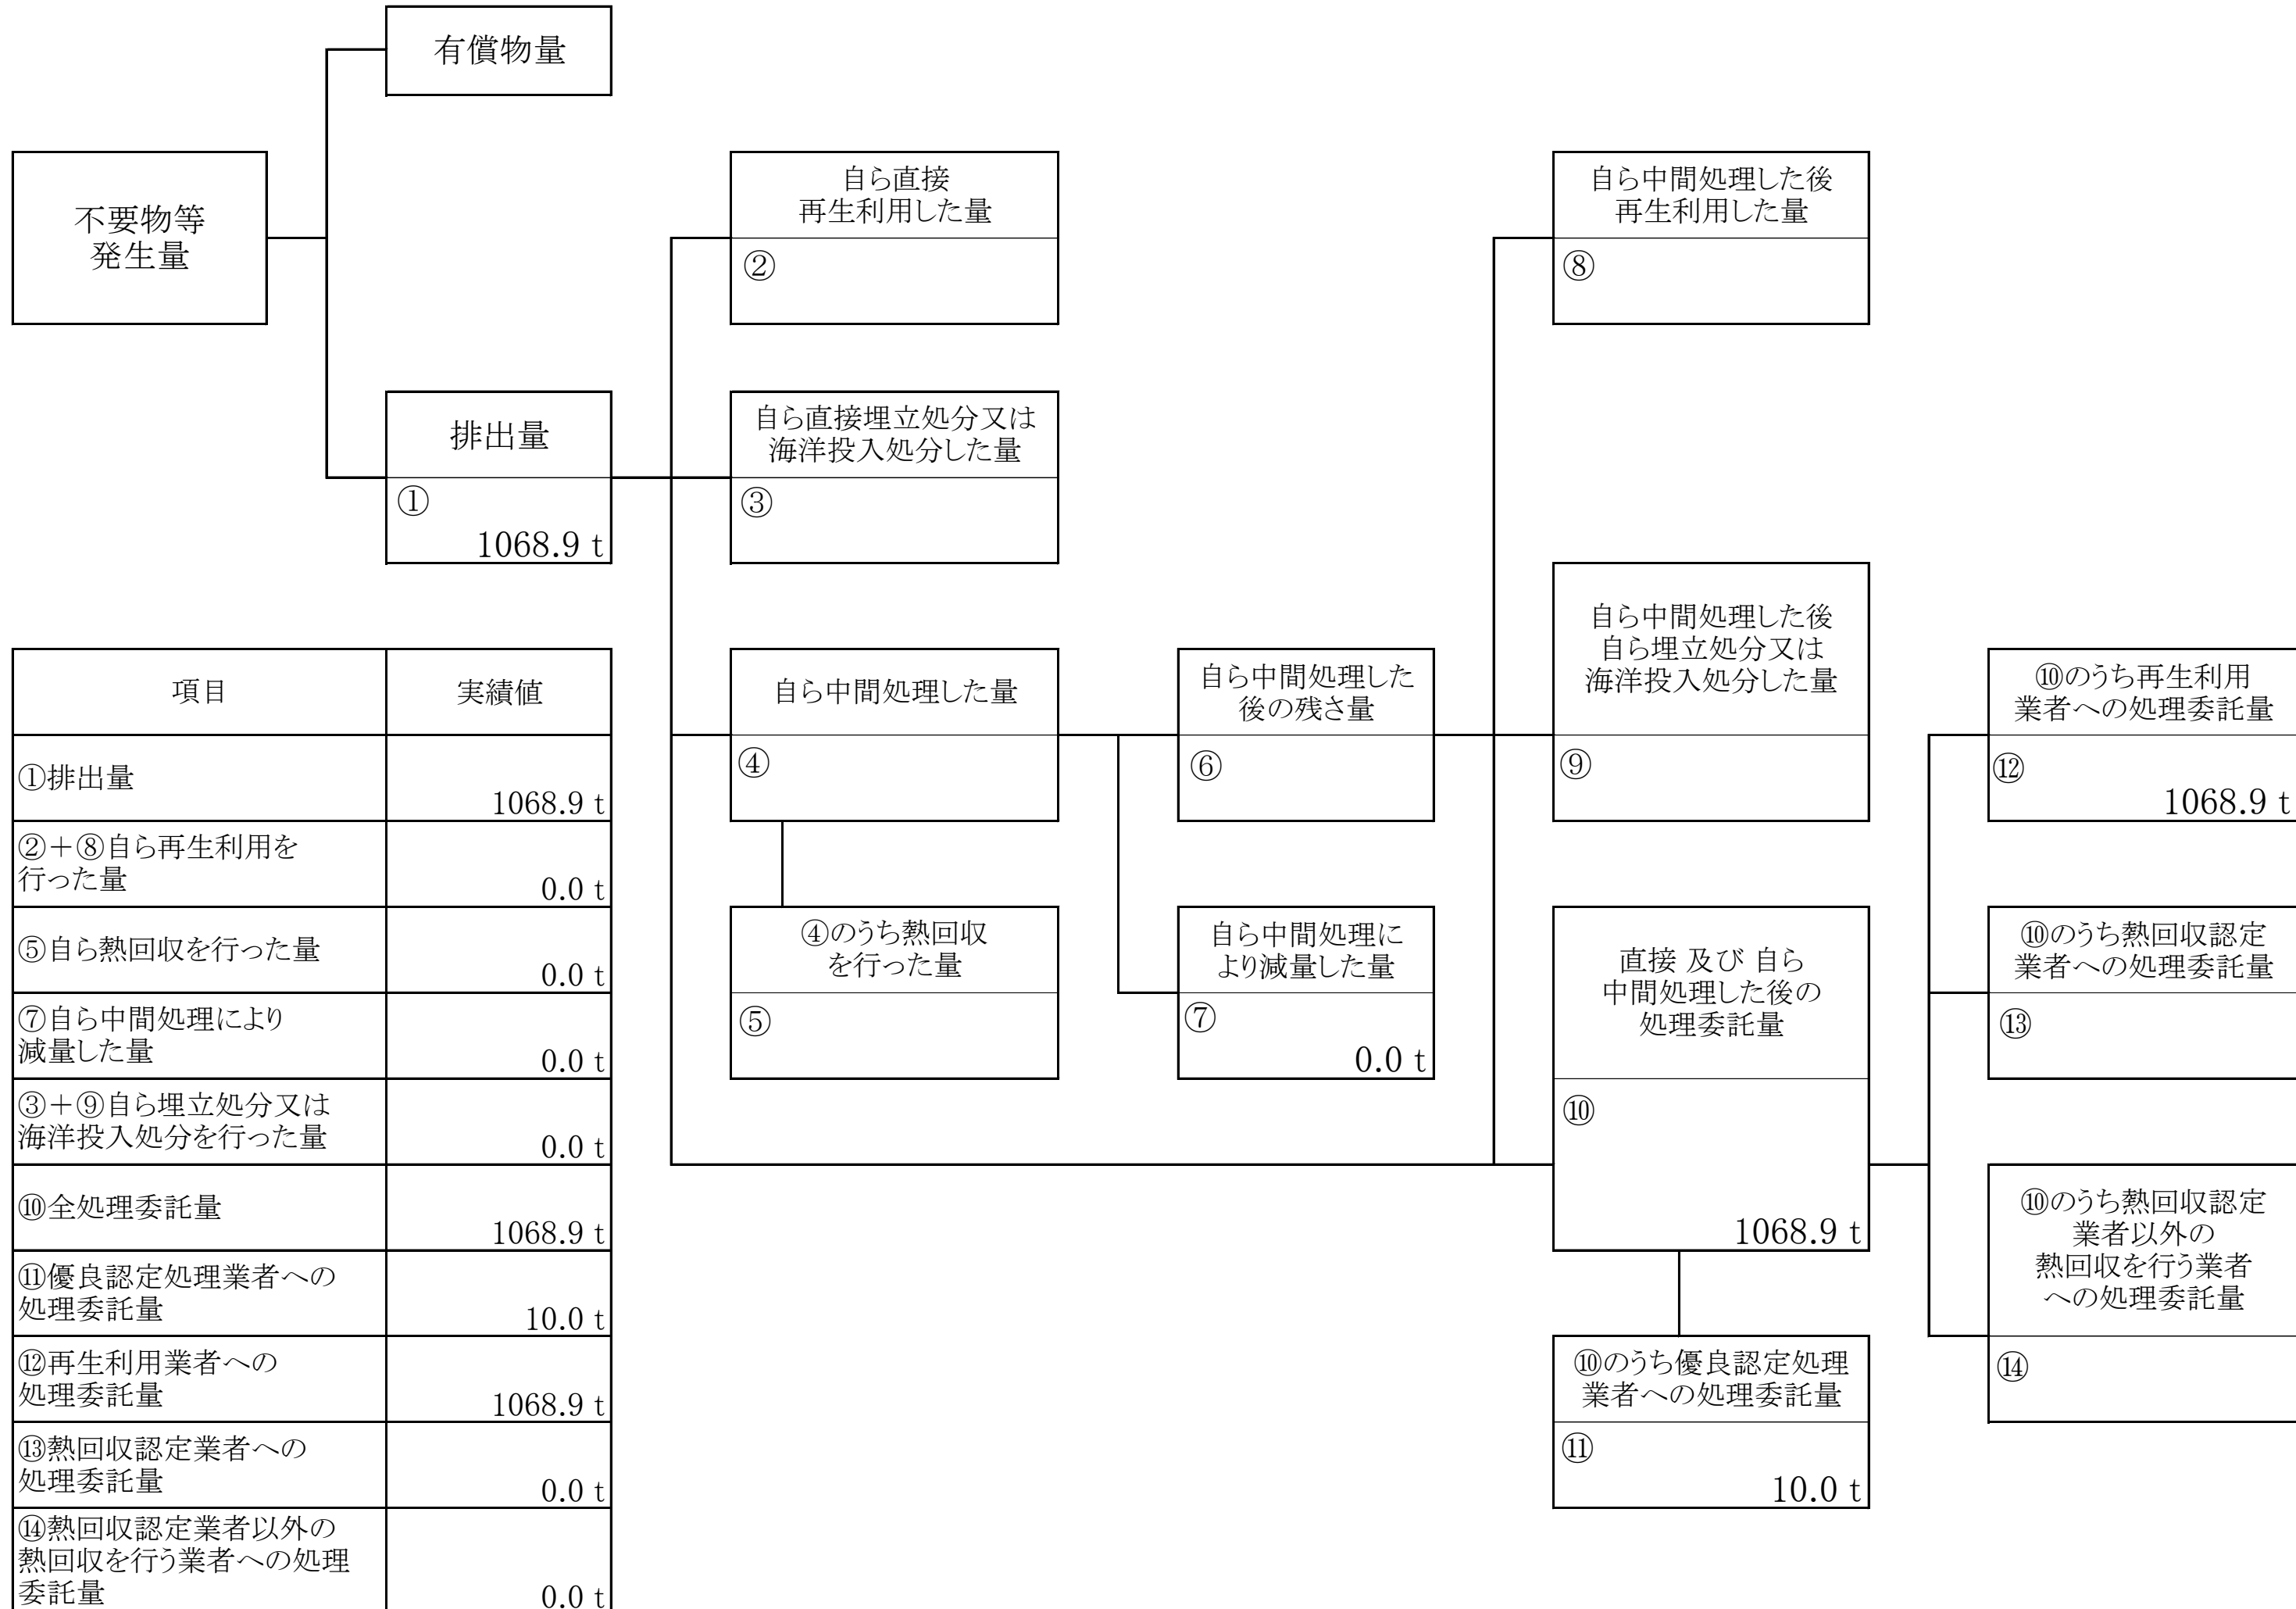 有償物量
不要物等
発生量
自ら直接
再生利用した量
②
自ら中間処理した後
再生利用した量
⑧
排出量
①
1068.9 t
自ら直接埋立処分又は
海洋投入処分した量
③
自ら中間処理した量
④
自ら中間処理した
後の残さ量
⑥
自ら中間処理した後
自ら埋立処分又は
海洋投入処分した量
⑨
⑩のうち再生利用
業者への処理委託量
⑫
1068.9 t
④のうち熱回収
を行った量
⑤
自ら中間処理に
より減量した量
⑦
0.0 t
直接 及び 自ら
中間処理した後の
処理委託量
⑩
1068.9 t
⑩のうち熱回収認定
業者への処理委託量
⑬
⑩のうち熱回収認定
業者以外の
熱回収を行う業者
への処理委託量
⑭
⑩のうち優良認定処理
業者への処理委託量
⑪
10.0 t
項目 実績値
①排出量
1068.9 t
②＋⑧自ら再生利用を
行った量
0.0 t
⑤自ら熱回収を行った量
0.0 t
⑦自ら中間処理により
減量した量
0.0 t
③＋⑨自ら埋立処分又は
海洋投入処分を行った量
0.0 t
⑩全処理委託量
1068.9 t
⑪優良認定処理業者への
処理委託量
10.0 t
⑫再生利用業者への
処理委託量
1068.9 t
⑬熱回収認定業者への
処理委託量
0.0 t
⑭熱回収認定業者以外の
熱回収を行う業者への処理
委託量
0.0 t